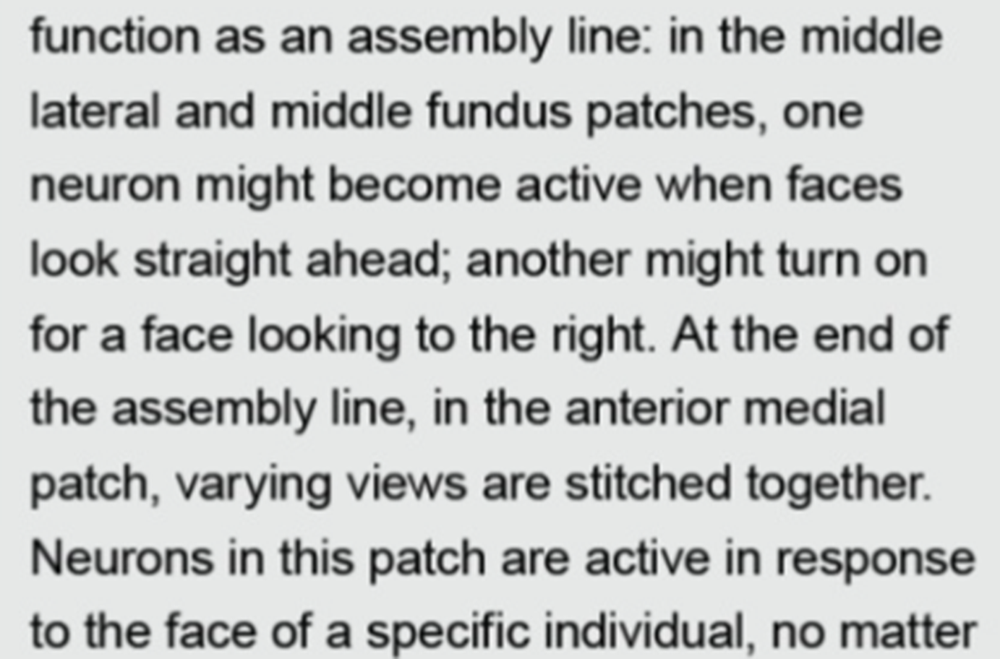 function as an assembly line: in the middle
lateral and middle fundus patches, one
neuron might become active when faces
look straight ahead; another might turn on
for a face looking to the right. At the end of
the assembly line, in the anterior medial
patch, varying views are stitched together.
Neurons in this patch are active in response
to the face of a specific individual, no matter